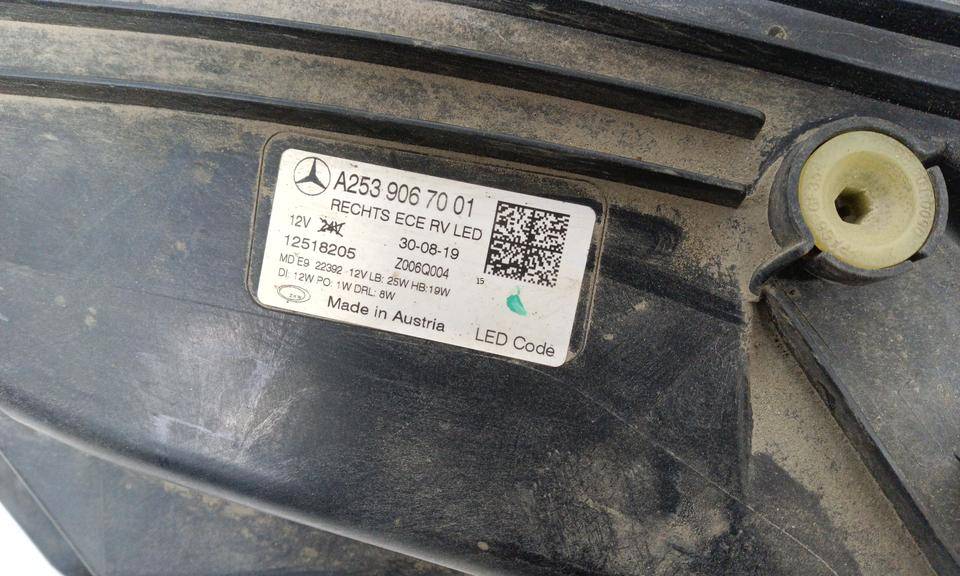 A253 906 70 01
RECHTS ECE RV LED
12V 24V 30-08-19
12518205 Z006Q004
MD E9 22392 12V LB: 25W HB:19W
DI: 12W PO: 1W DRL: 8W
15
Made in Austria
LED Code